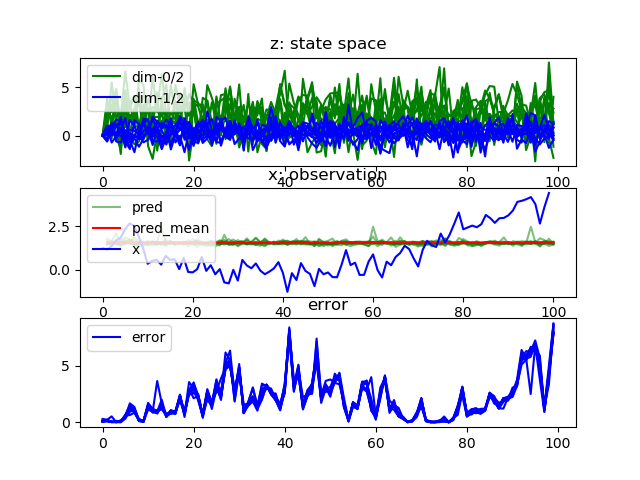 z: state space
dim-0/2
dim-1/2
5
0
0 20 40 60 80 100
x: observation
pred
pred_mean
x
2.5
0.0
0 20 40 60 80 100
error
error
5
0
0 20 40 60 80 100